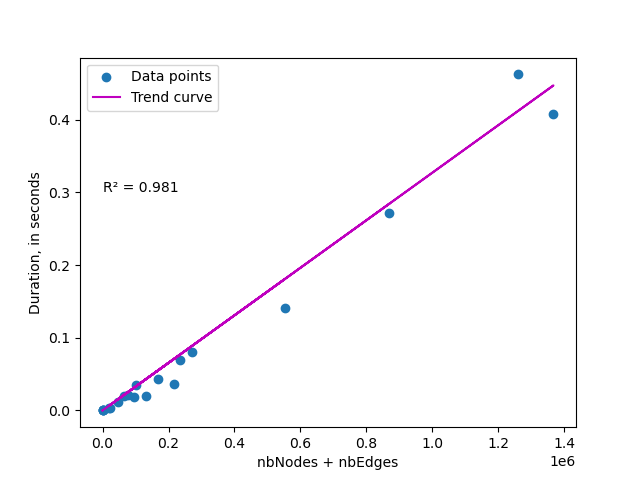 Data points
Trend curve
R² = 0.981
Duration, in seconds
0.4
0.3
0.2
0.1
0.0
0.0 0.2 0.4 0.6 0.8 1.0 1.2 1.4
1e6
nbNodes + nbEdges